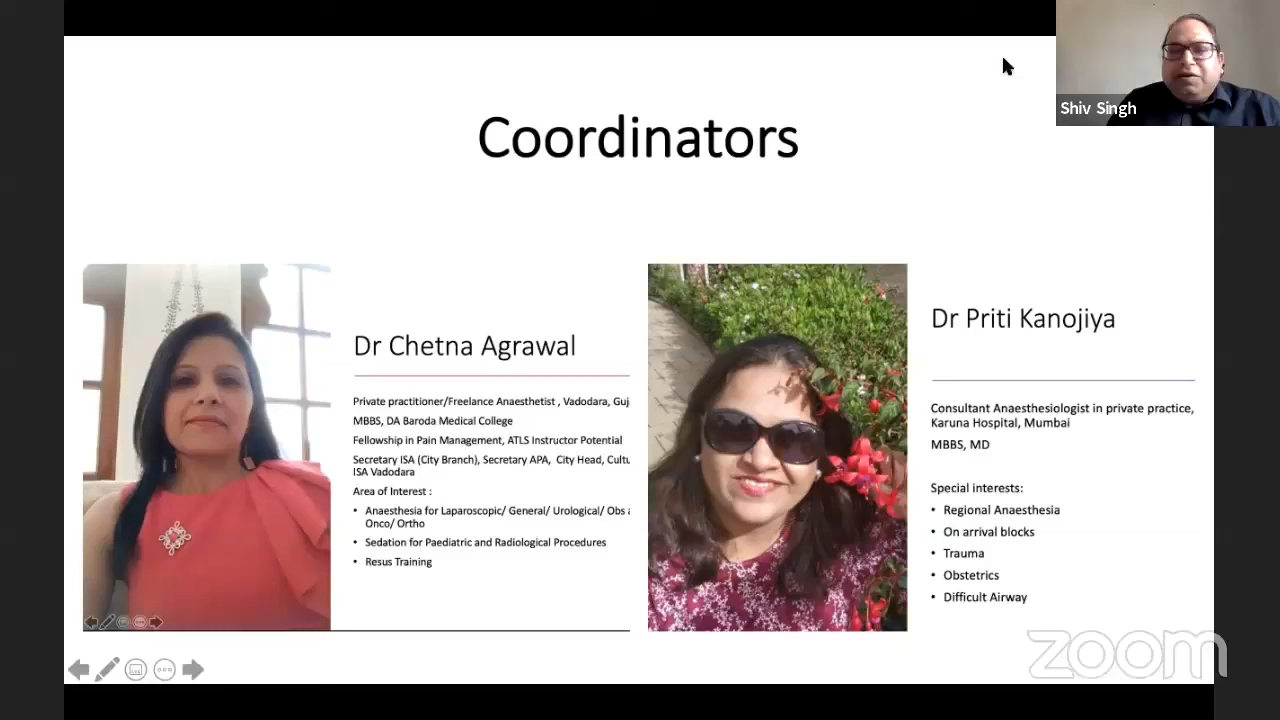 Shiv Singh
Coordinators
Dr Chetna Agrawal
Private practitioner/Freelance Anaesthetist , Vadodara, Guj
MBBS, DA Baroda Medical College
Fellowship in Pain Management, ATLS Instructor Potential
Secretary ISA (City Branch), Secretary APA, City Head, Cultu
ISA Vadodara
Area of Interest :
• Anaesthesia for Laparoscopic/ General/ Urological/ Obs a
Onco/ Ortho
• Sedation for Paediatric and Radiological Procedures
• Resus Training
Dr Priti Kanojiya
Consultant Anaesthesiologist in private practice,
Karuna Hospital, Mumbai
MBBS, MD
Special interests:
• Regional Anaesthesia
• On arrival blocks
• Trauma
• Obstetrics
• Difficult Airway
zoom